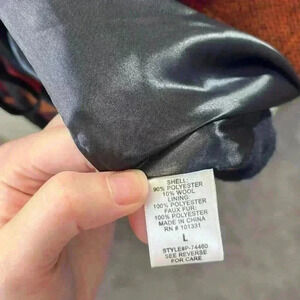 SHELL:
90% POLYESTER
10% WOOL
LINING:
100% POLYESTER
FAUX FUR:
100% POLYESTER
MADE IN CHINA
RN # 101331
L
STYLE#P-74460
SEE REVERSE
FOR CARE